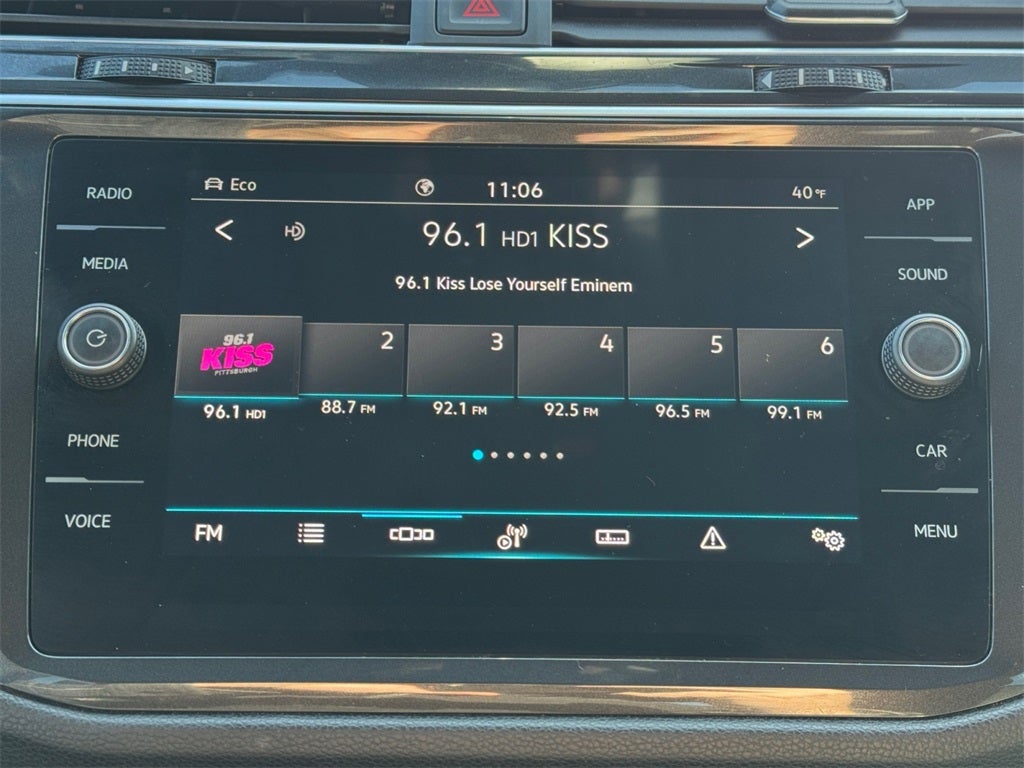 RADIO
MEDIA
PHONE
VOICE
Eco
11:06
40°F
HD
96.1 HD1 KISS
96.1 Kiss Lose Yourself Eminem
96.1
KISS
PITTSBURGH
2
3
4
5
6
96.1 HD1
88.7 FM
92.1 FM
92.5 FM
96.5 FM
99.1 FM
FM
APP
SOUND
CAR
MENU